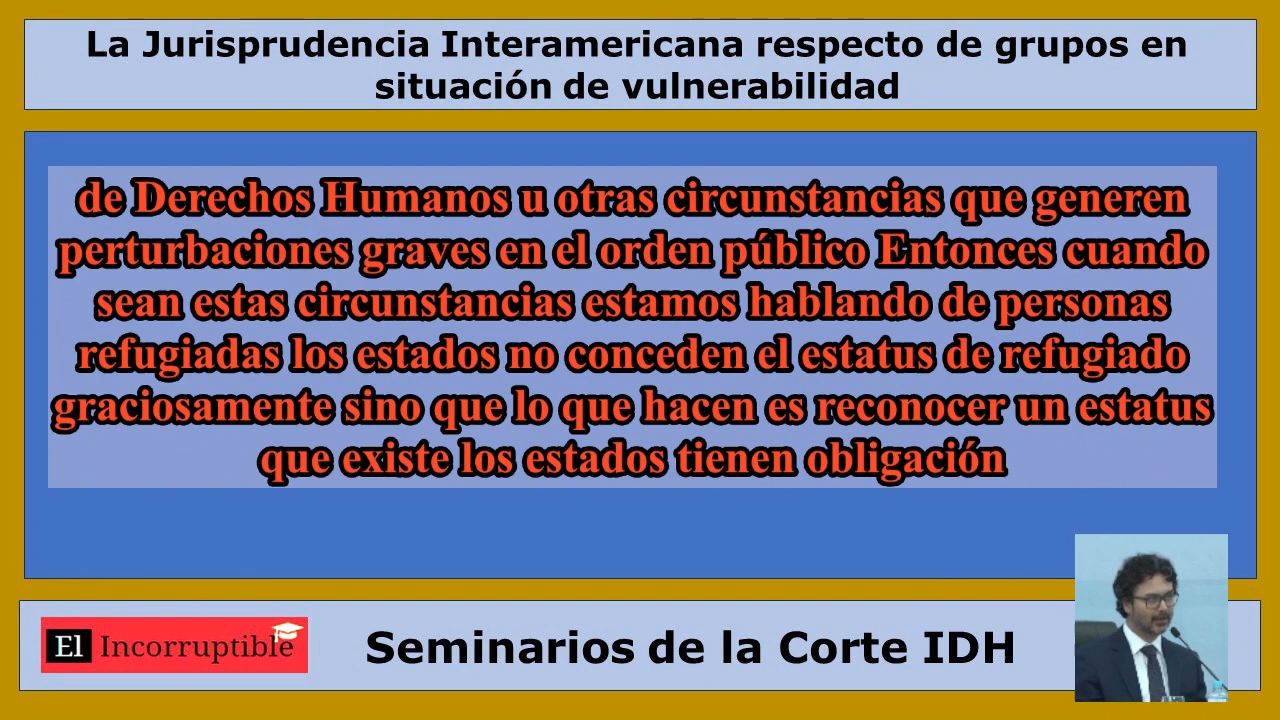 La Jurisprudencia Interamericana respecto de grupos en
situación de vulnerabilidad
de Derechos Humanos u otras circunstancias que generen
perturbaciones graves en el orden público Entonces cuando
sean estas circunstancias estamos hablando de personas
refugiadas los estados no conceden el estatus de refugiado
graciosamente sino que lo que hacen es reconocer un estatus
que existe los estados tienen obligación
El Incorruptible
Seminarios de la Corte IDH